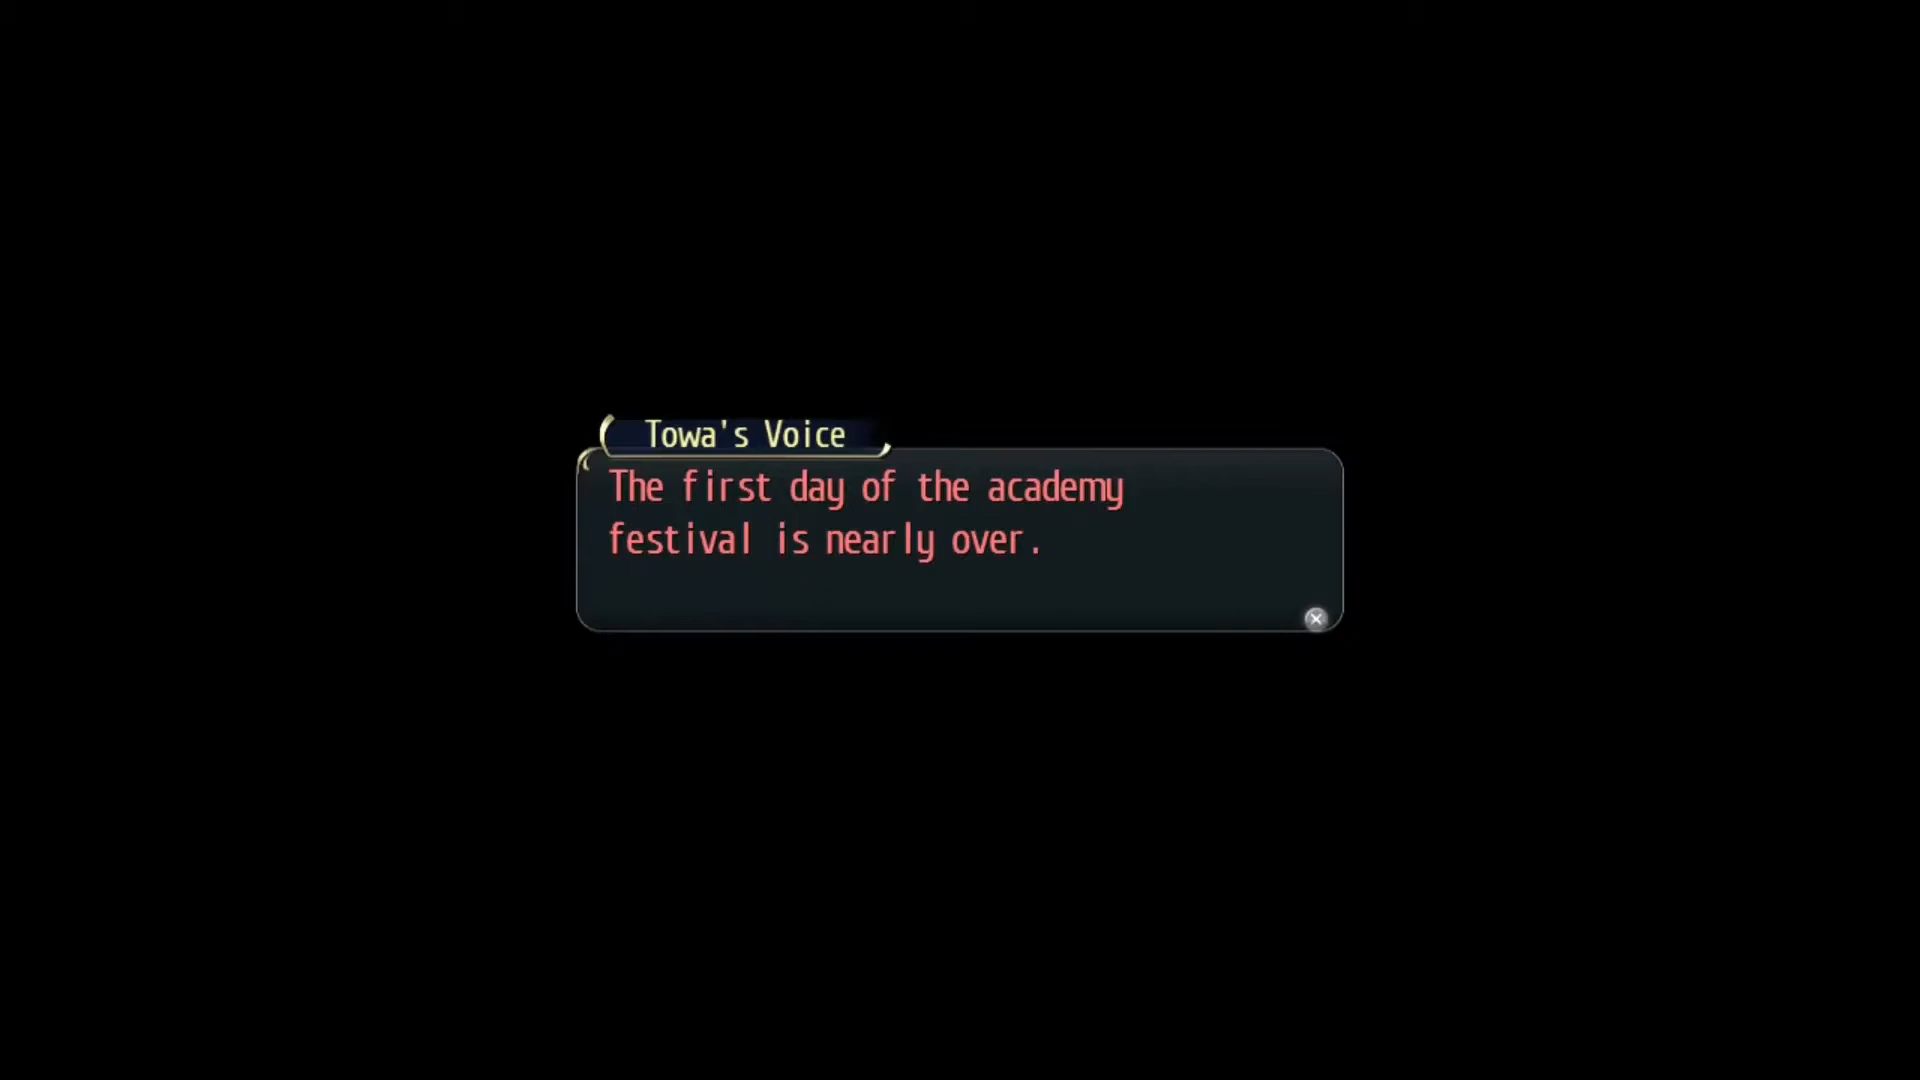 Towa's Voice
The first day of the academy
festival is nearly over.